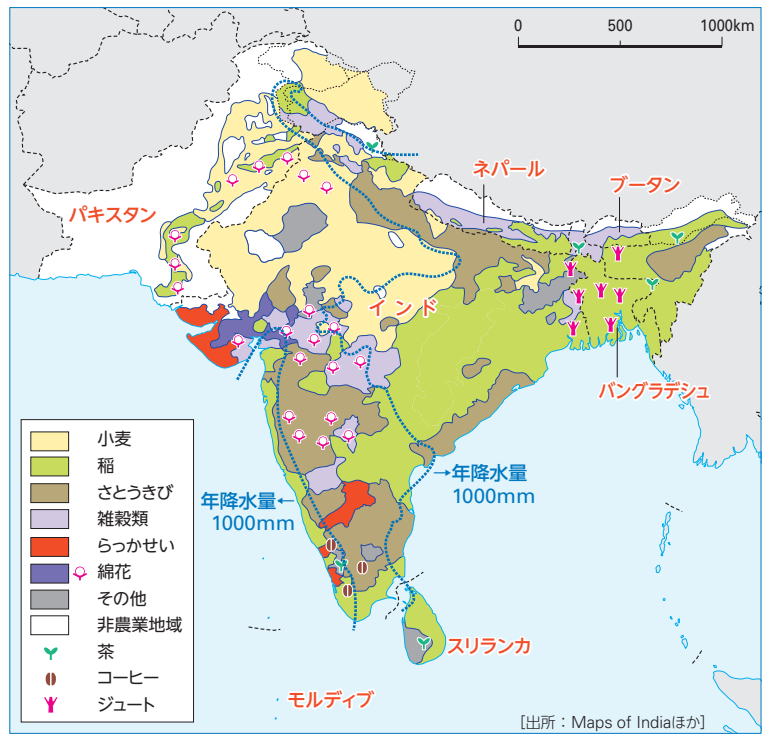 0 500 1000km
ネパール
ブータン
パキスタン
インド
バングラデシュ
小麦
稲
さとうきび
雑穀類
らっかせい
綿花
その他
非農業地域
茶
コーヒー
ジュート
年降水量←
1000mm
→年降水量
1000mm
スリランカ
モルディブ
[出所：Maps of Indiaほか]